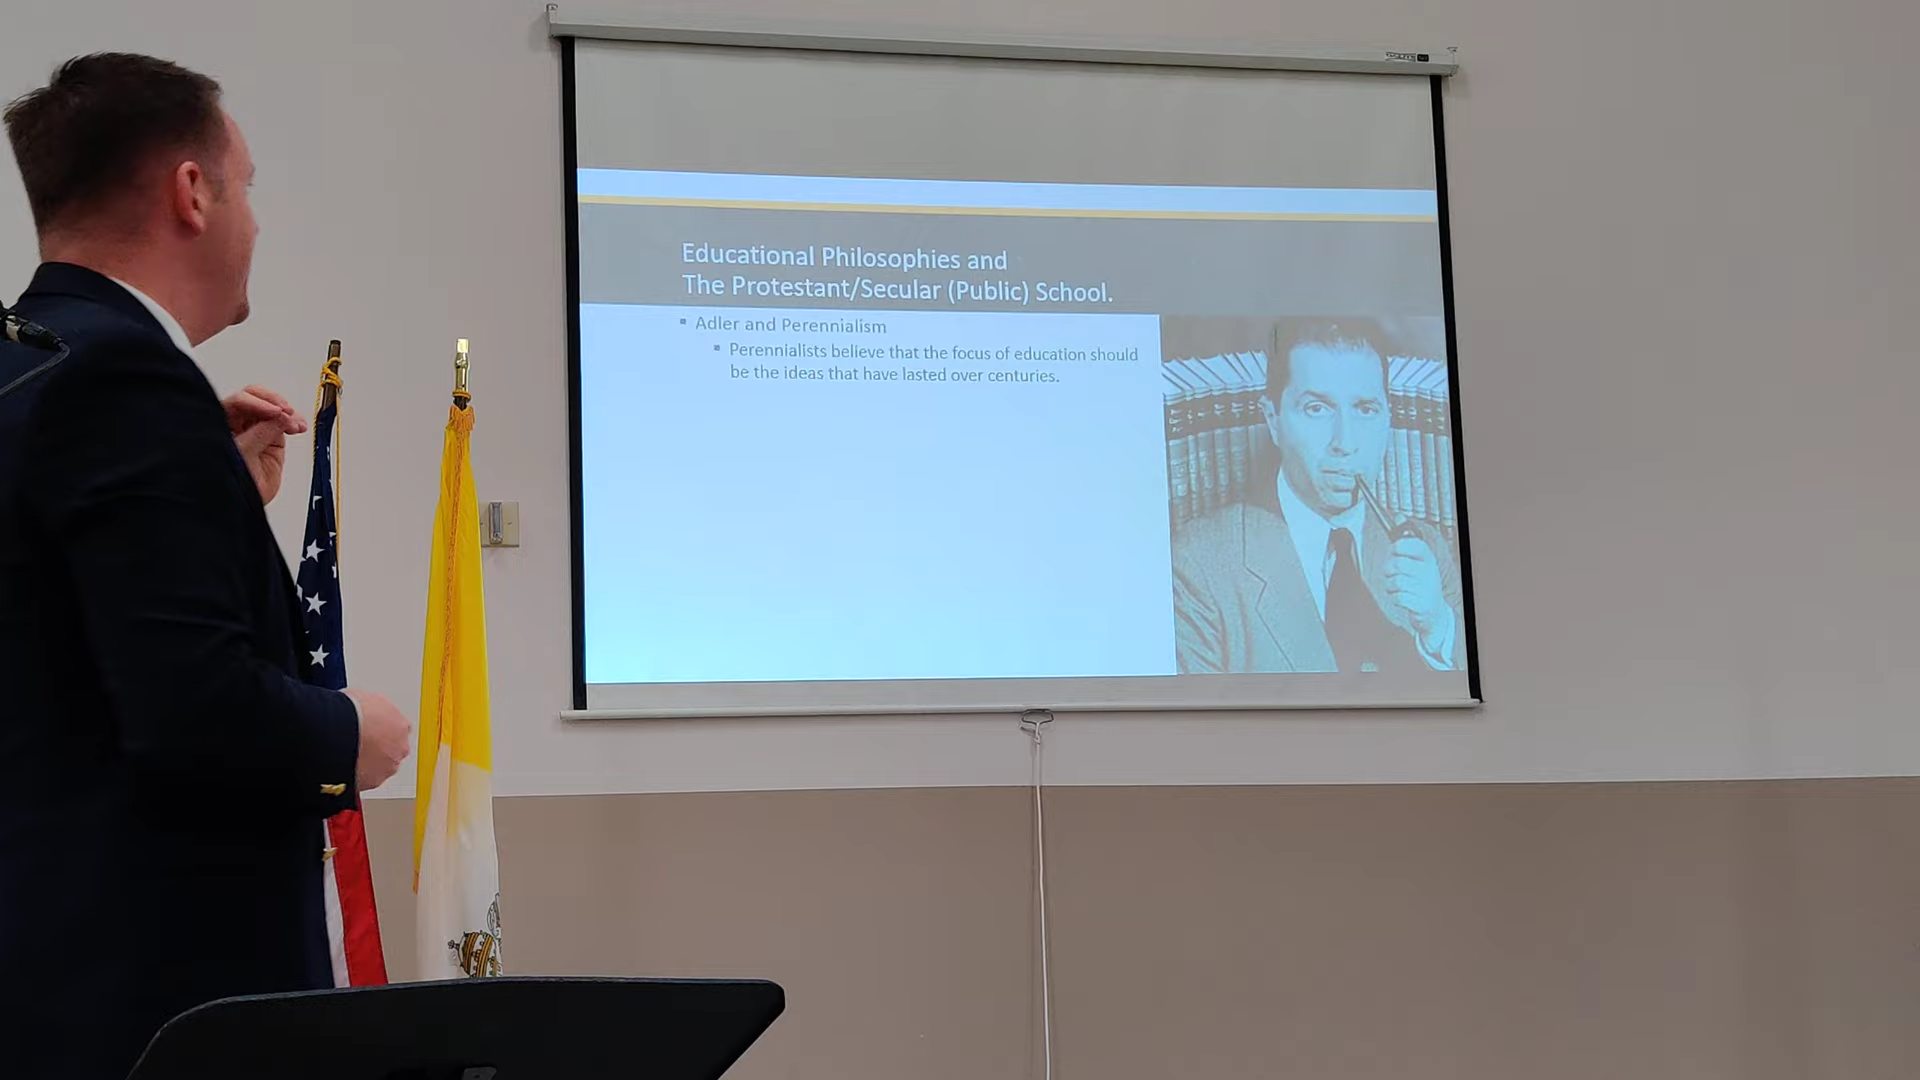 Educational Philosophies and
The Protestant/Secular (Public) School.
Adler and Perennialism
Perennialists believe that the focus of education should
be the ideas that have lasted over centuries.